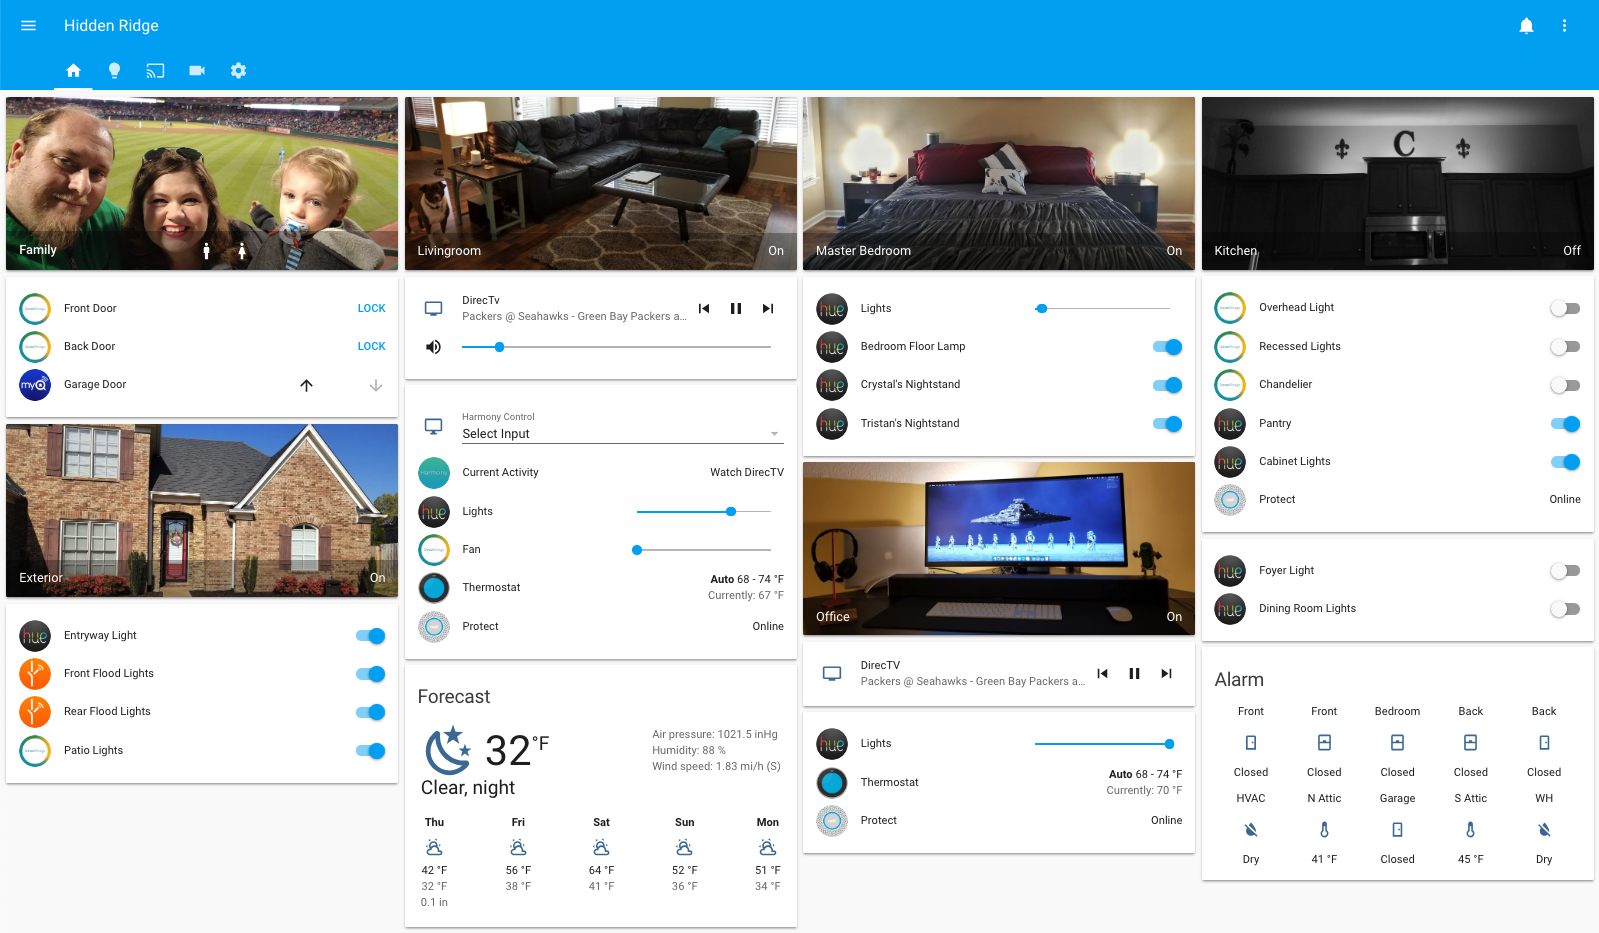 Hidden Ridge
Family
Front Door LOCK
Back Door LOCK
myQ Garage Door
Exterior On
hue Entryway Light
Front Flood Lights
Rear Flood Lights
Patio Lights
Livingroom On
DirecTv
Packers @ Seahawks - Green Bay Packers a...
Harmony Control
Select Input
Harmony Current Activity Watch DirecTV
hue Lights
Fan
Thermostat Auto 68 - 74 °F
Currently: 67 °F
Protect Online
Forecast
32 °F
Clear, night
Air pressure: 1021.5 inHg
Humidity: 88 %
Wind speed: 1.83 mi/h (S)
Thu Fri Sat Sun Mon
42 °F 56 °F 64 °F 52 °F 51 °F
32 °F 38 °F 41 °F 36 °F 34 °F
0.1 in
Master Bedroom On
hue Lights
hue Bedroom Floor Lamp
hue Crystal's Nightstand
hue Tristan's Nightstand
Office On
DirecTV
Packers @ Seahawks - Green Bay Packers a...
hue Lights
Thermostat Auto 68 - 74 °F
Currently: 70 °F
Protect Online
C
Kitchen Off
Overhead Light
Recessed Lights
Chandelier
hue Pantry
hue Cabinet Lights
Protect Online
hue Foyer Light
hue Dining Room Lights
Alarm
Front Front Bedroom Back Back
Closed Closed Closed Closed Closed
HVAC N Attic Garage S Attic WH
Dry 41 °F Closed 45 °F Dry